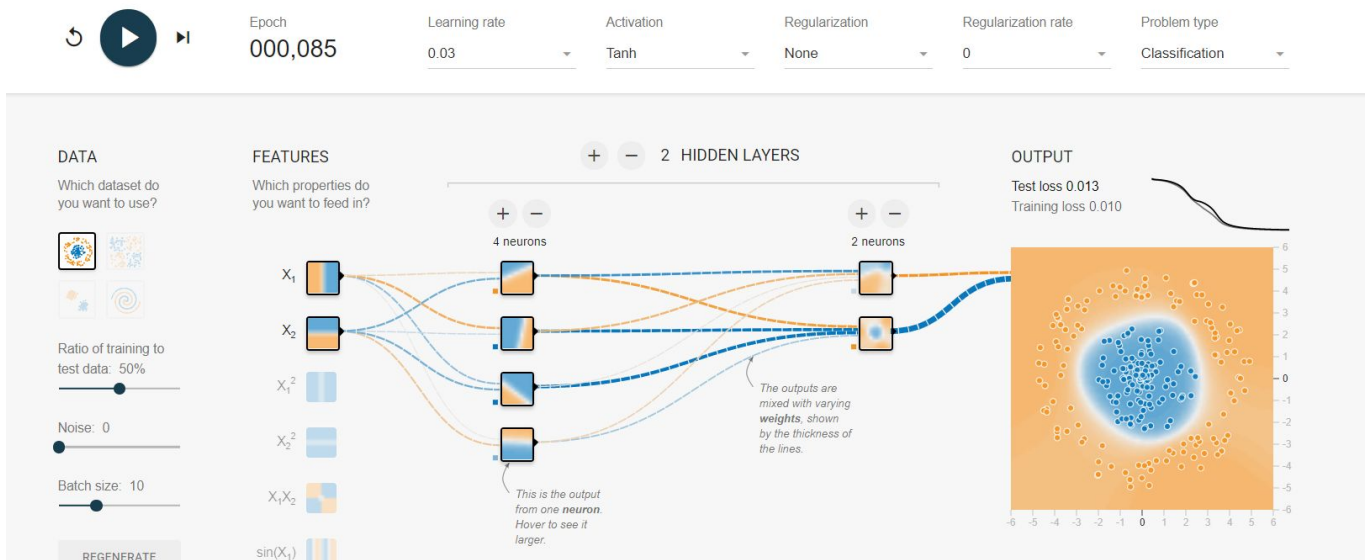 Epoch
000,085
Learning rate
0.03
Activation
Tanh
Regularization
None
Regularization rate
0
Problem type
Classification
DATA
Which dataset do
you want to use?
Ratio of training to
test data: 50%
Noise: 0
Batch size: 10
REGENERATE
FEATURES
Which properties do
you want to feed in?
X₁
X₂
X₁²
X₂²
X₁X₂
sin(X₁)
+ − 2 HIDDEN LAYERS
+ −
4 neurons
+ −
2 neurons
The outputs are
mixed with varying
weights, shown
by the thickness of
the lines.
This is the output
from one neuron.
Hover to see it
larger.
OUTPUT
Test loss 0.013
Training loss 0.010
6
5
4
3
2
1
0
-1
-2
-3
-4
-5
-6
-6 -5 -4 -3 -2 -1 0 1 2 3 4 5 6